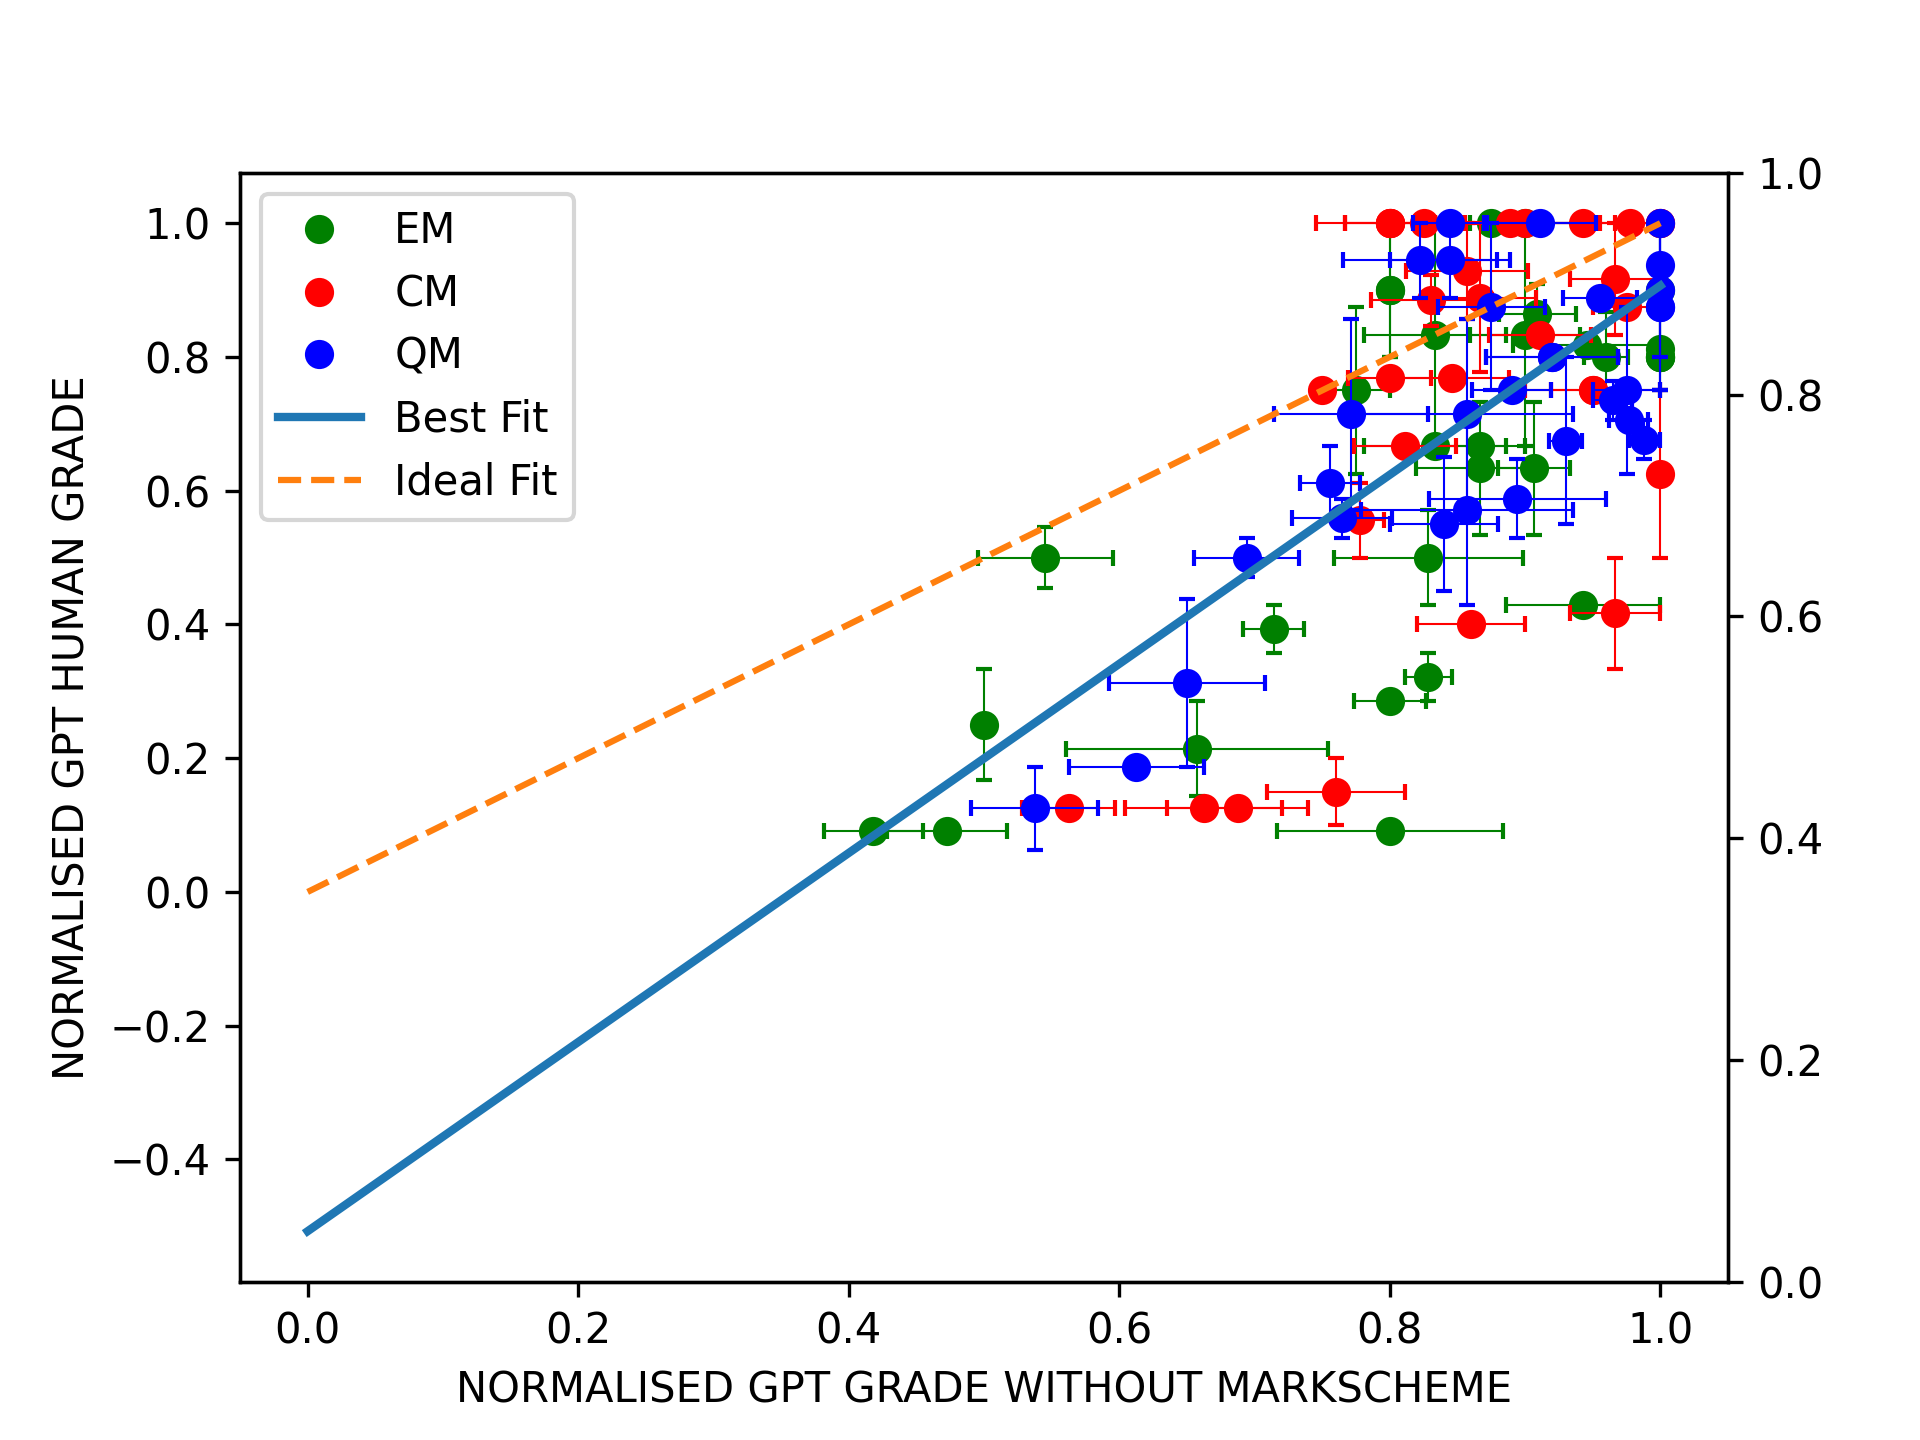 EM
CM
QM
Best Fit
Ideal Fit
1.0
0.8
0.6
0.4
0.2
0.0
−0.2
−0.4
NORMALISED GPT HUMAN GRADE
1.0
0.8
0.6
0.4
0.2
0.0
0.0 0.2 0.4 0.6 0.8 1.0
NORMALISED GPT GRADE WITHOUT MARKSCHEME